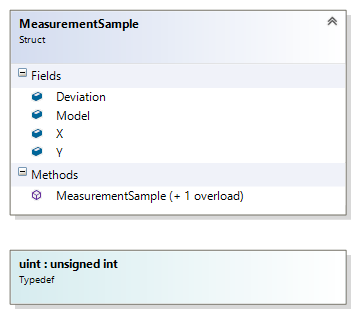 MeasurementSample
Struct
Fields
Deviation
Model
X
Y
Methods
MeasurementSample (+ 1 overload)
uint : unsigned int
Typedef